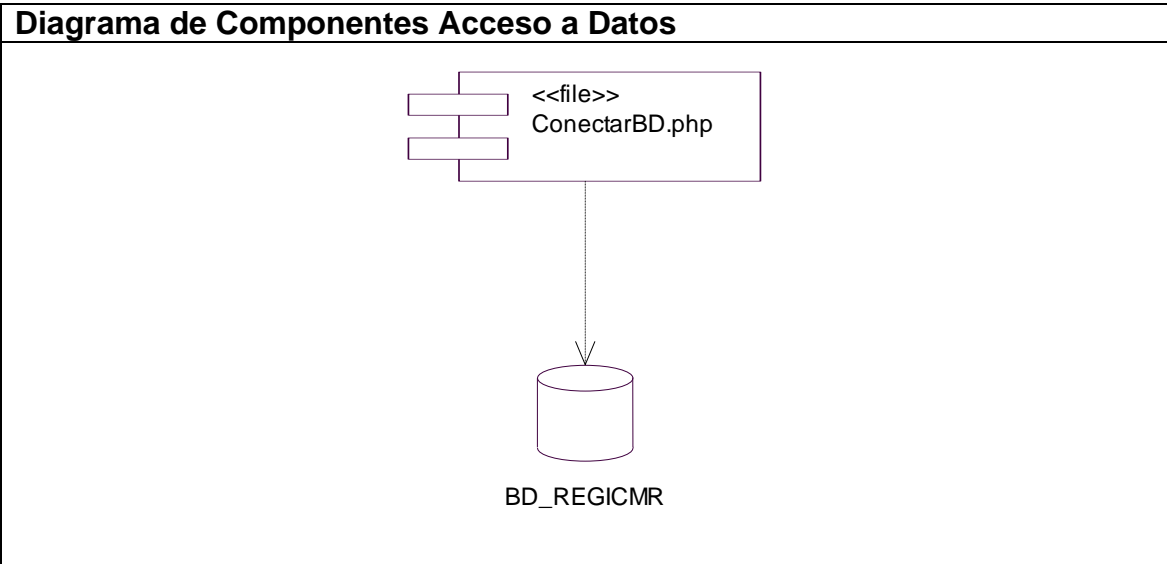 Diagrama de Componentes Acceso a Datos
<<file>>
ConectarBD.php
BD_REGICMR